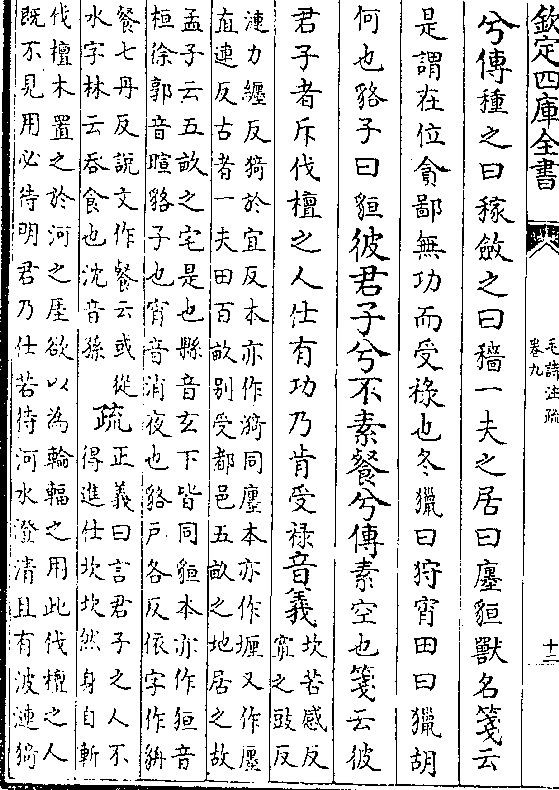 欽定四庫全書
毛詩注疏
卷九
十二
兮傳種之曰稼斂之曰穡一夫之居曰廛貆獸名箋云
是謂在位貪鄙無功而受祿也冬獵曰狩宵田曰獵胡
何也貉子曰貆彼君子兮不素餐兮傳素空也箋云彼
君子者斥伐檀之人仕有功乃肯受祿音義
坎苦感反
寘之豉反
漣力纏反猗於宜反本亦作漪同廛本亦作㕓又作厘
直連反古者一夫田百畝别受都邑五畝之地居之故
孟子云五畝之宅是也縣音玄下皆同貆本亦作狟音
桓徐郭音暄貉子也宵音消夜也貉戸各反依字作貈
餐七丹反說文作餐云或從
水字林云吞食也沈音孫
疏
正義曰言君子之人不
得進仕坎坎然身自斬
伐檀木置之於河之厓欲以為輪輻之用此伐檀之人
既不見用必待明君乃仕若待河水澄清且有波漣猗